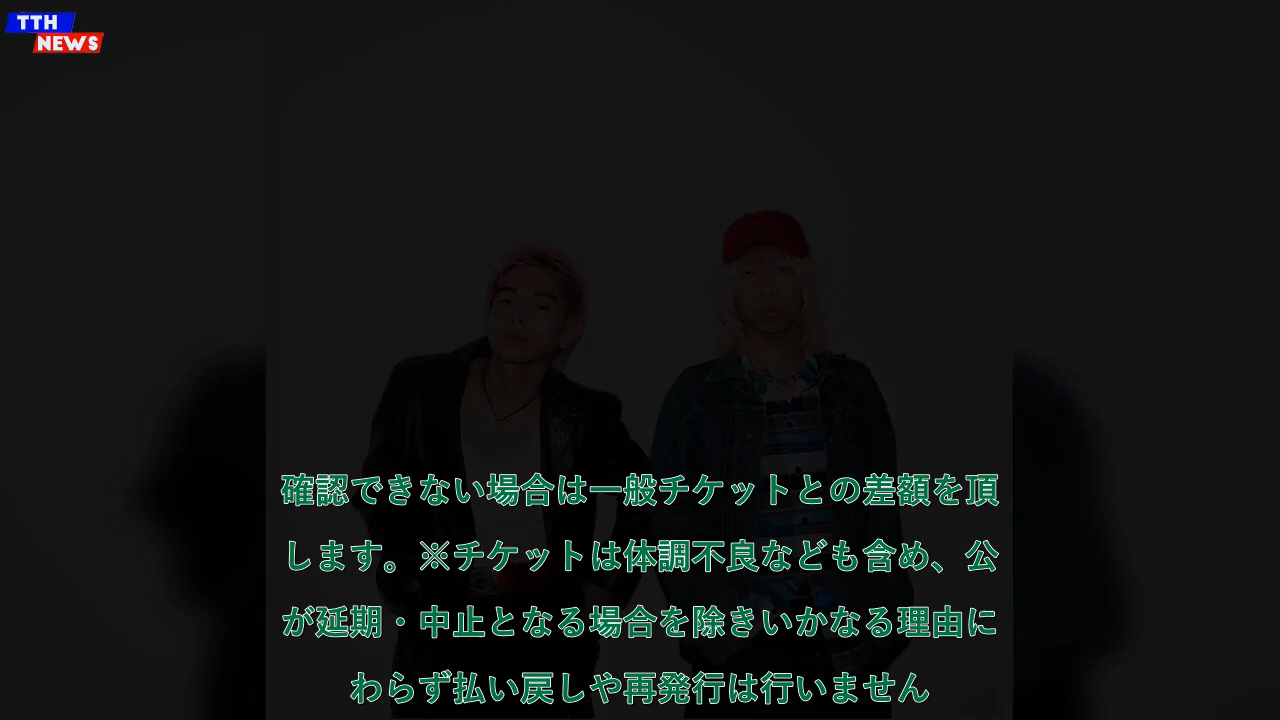 TTH
NEWS
確認できない場合は一般チケットとの差額を頂
します。※チケットは体調不良なども含め、公
が延期・中止となる場合を除きいかなる理由に
わらず払い戻しや再発行は行いません